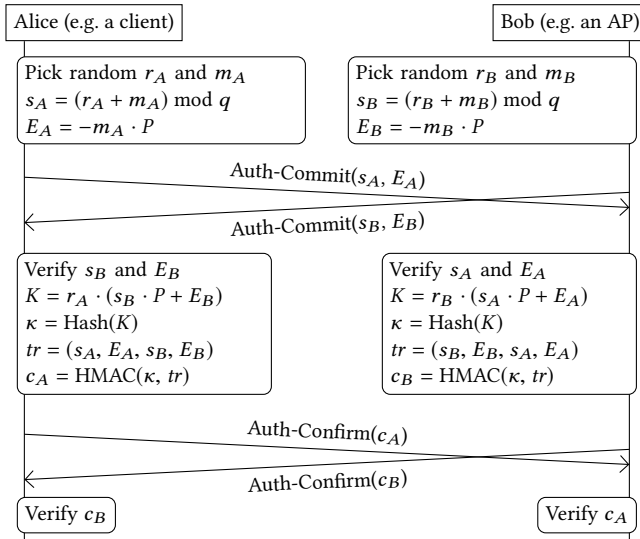 Alice (e.g. a client)
Bob (e.g. an AP)
Pick random r_A and m_A
s_A = (r_A + m_A) mod q
E_A = −m_A · P
Pick random r_B and m_B
s_B = (r_B + m_B) mod q
E_B = −m_B · P
Auth-Commit(s_A, E_A)
Auth-Commit(s_B, E_B)
Verify s_B and E_B
K = r_A · (s_B · P + E_B)
κ = Hash(K)
tr = (s_A, E_A, s_B, E_B)
c_A = HMAC(κ, tr)
Verify s_A and E_A
K = r_B · (s_A · P + E_A)
κ = Hash(K)
tr = (s_B, E_B, s_A, E_A)
c_B = HMAC(κ, tr)
Auth-Confirm(c_A)
Auth-Confirm(c_B)
Verify c_B
Verify c_A